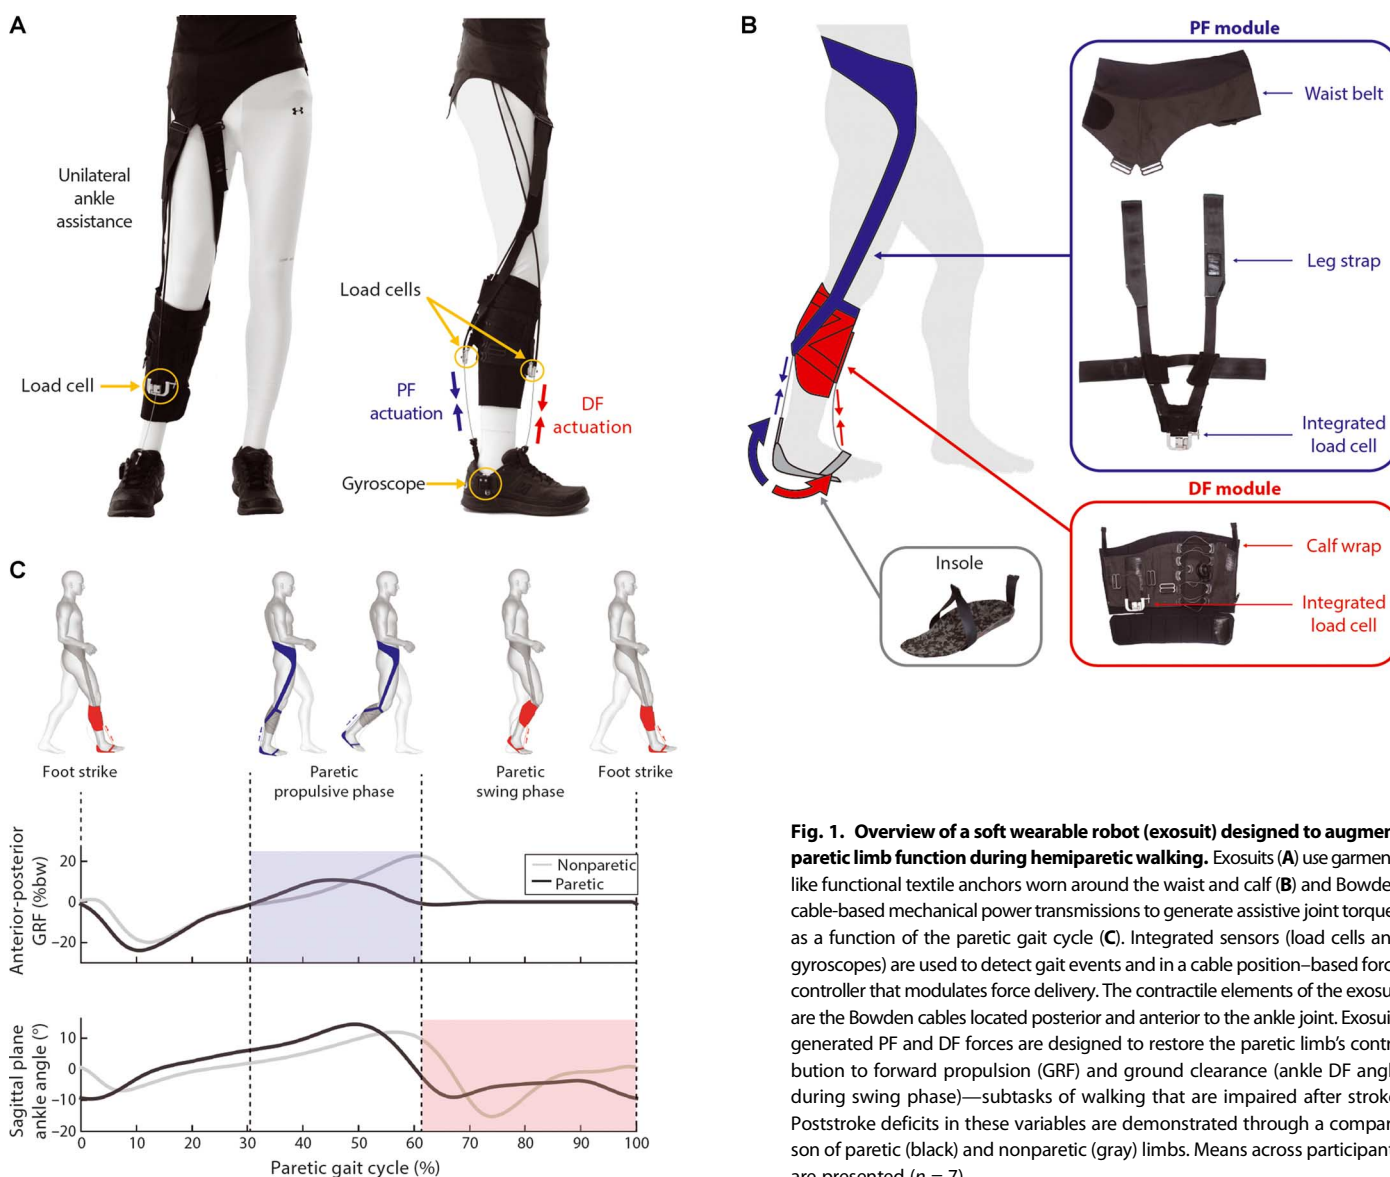 A
Unilateral
ankle
assistance
Load cell
Load cells
PF
actuation
DF
actuation
Gyroscope
B
PF module
Waist belt
Leg strap
Integrated
load cell
DF module
Calf wrap
Integrated
load cell
Insole
C
Foot strike
Paretic
propulsive phase
Paretic
swing phase
Foot strike
Anterior-posterior
GRF (%bw)
20
0
−20
Nonparetic
Paretic
Sagittal plane
ankle angle (°)
10
0
−10
−20
0 10 20 30 40 50 60 70 80 90 100
Paretic gait cycle (%)
Fig. 1. Overview of a soft wearable robot (exosuit) designed to augmen
paretic limb function during hemiparetic walking. Exosuits (A) use garmen
like functional textile anchors worn around the waist and calf (B) and Bowde
cable-based mechanical power transmissions to generate assistive joint torque
as a function of the paretic gait cycle (C). Integrated sensors (load cells an
gyroscopes) are used to detect gait events and in a cable position–based forc
controller that modulates force delivery. The contractile elements of the exosu
are the Bowden cables located posterior and anterior to the ankle joint. Exosui
generated PF and DF forces are designed to restore the paretic limb's contr
bution to forward propulsion (GRF) and ground clearance (ankle DF angl
during swing phase)—subtasks of walking that are impaired after stroke
Poststroke deficits in these variables are demonstrated through a compar
son of paretic (black) and nonparetic (gray) limbs. Means across participant
are presented (n = 7)